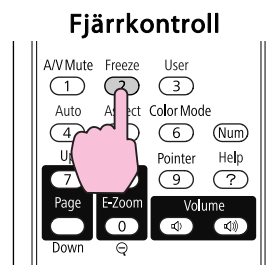 Fjärrkontroll
A/V Mute Freeze User
1 2 3
Auto Color Mode
4 6 Num
Pointer Help
7 9 ?
Page E-Zoom Volume
0
Down